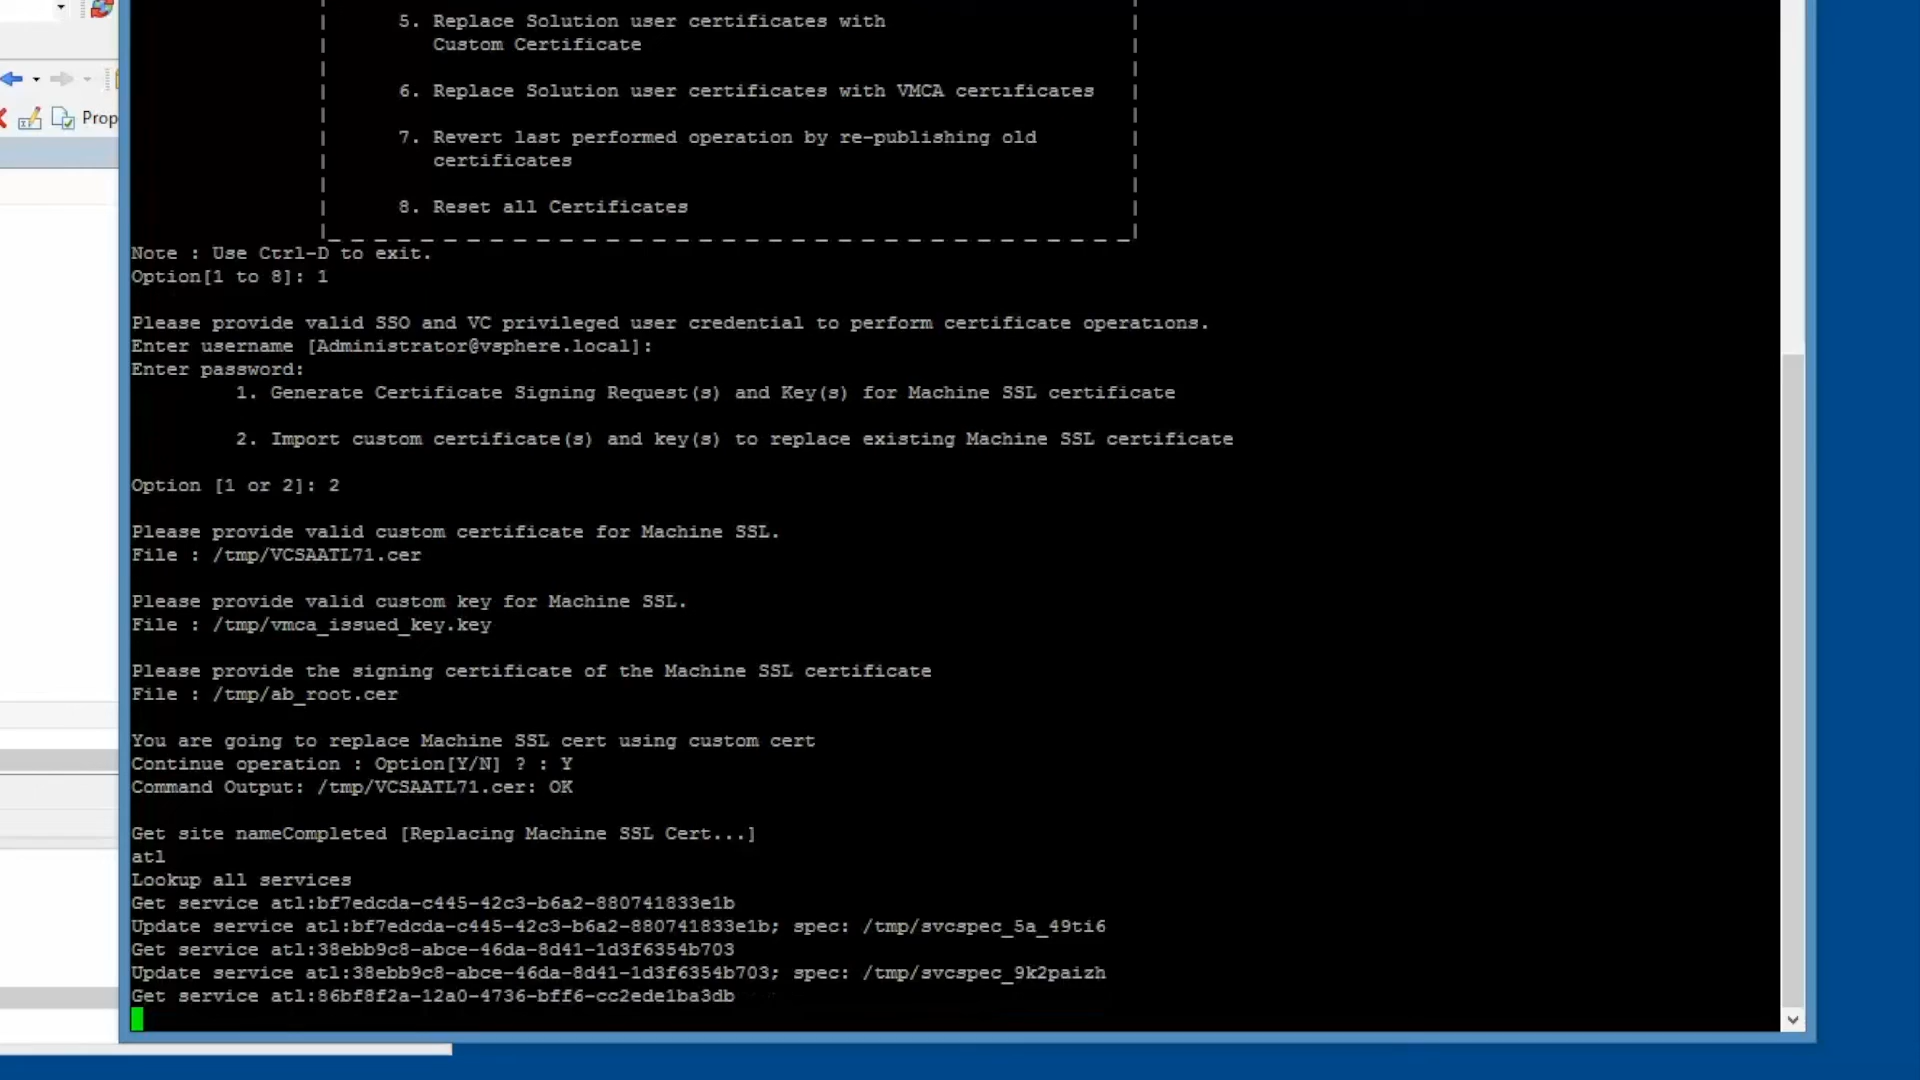 Prop
5. Replace Solution user certificates with
Custom Certificate
6. Replace Solution user certificates with VMCA certificates
7. Revert last performed operation by re-publishing old
certificates
8. Reset all Certificates
Note : Use Ctrl-D to exit.
Option[1 to 8]: 1
Please provide valid SSO and VC privileged user credential to perform certificate operations.
Enter username [Administrator@vsphere.local]:
Enter password:
1. Generate Certificate Signing Request(s) and Key(s) for Machine SSL certificate
2. Import custom certificate(s) and key(s) to replace existing Machine SSL certificate
Option [1 or 2]: 2
Please provide valid custom certificate for Machine SSL.
File : /tmp/VCSAATL71.cer
Please provide valid custom key for Machine SSL.
File : /tmp/vmca_issued_key.key
Please provide the signing certificate of the Machine SSL certificate
File : /tmp/ab_root.cer
You are going to replace Machine SSL cert using custom cert
Continue operation : Option[Y/N] ? : Y
Command Output: /tmp/VCSAATL71.cer: OK
Get site nameCompleted [Replacing Machine SSL Cert...]
atl
Lookup all services
Get service atl:bf7edcda-c445-42c3-b6a2-880741833e1b
Update service atl:bf7edcda-c445-42c3-b6a2-880741833e1b; spec: /tmp/svcspec_5a_49ti6
Get service atl:38ebb9c8-abce-46da-8d41-1d3f6354b703
Update service atl:38ebb9c8-abce-46da-8d41-1d3f6354b703; spec: /tmp/svcspec_9k2paizh
Get service atl:86bf8f2a-12a0-4736-bff6-cc2ede1ba3db